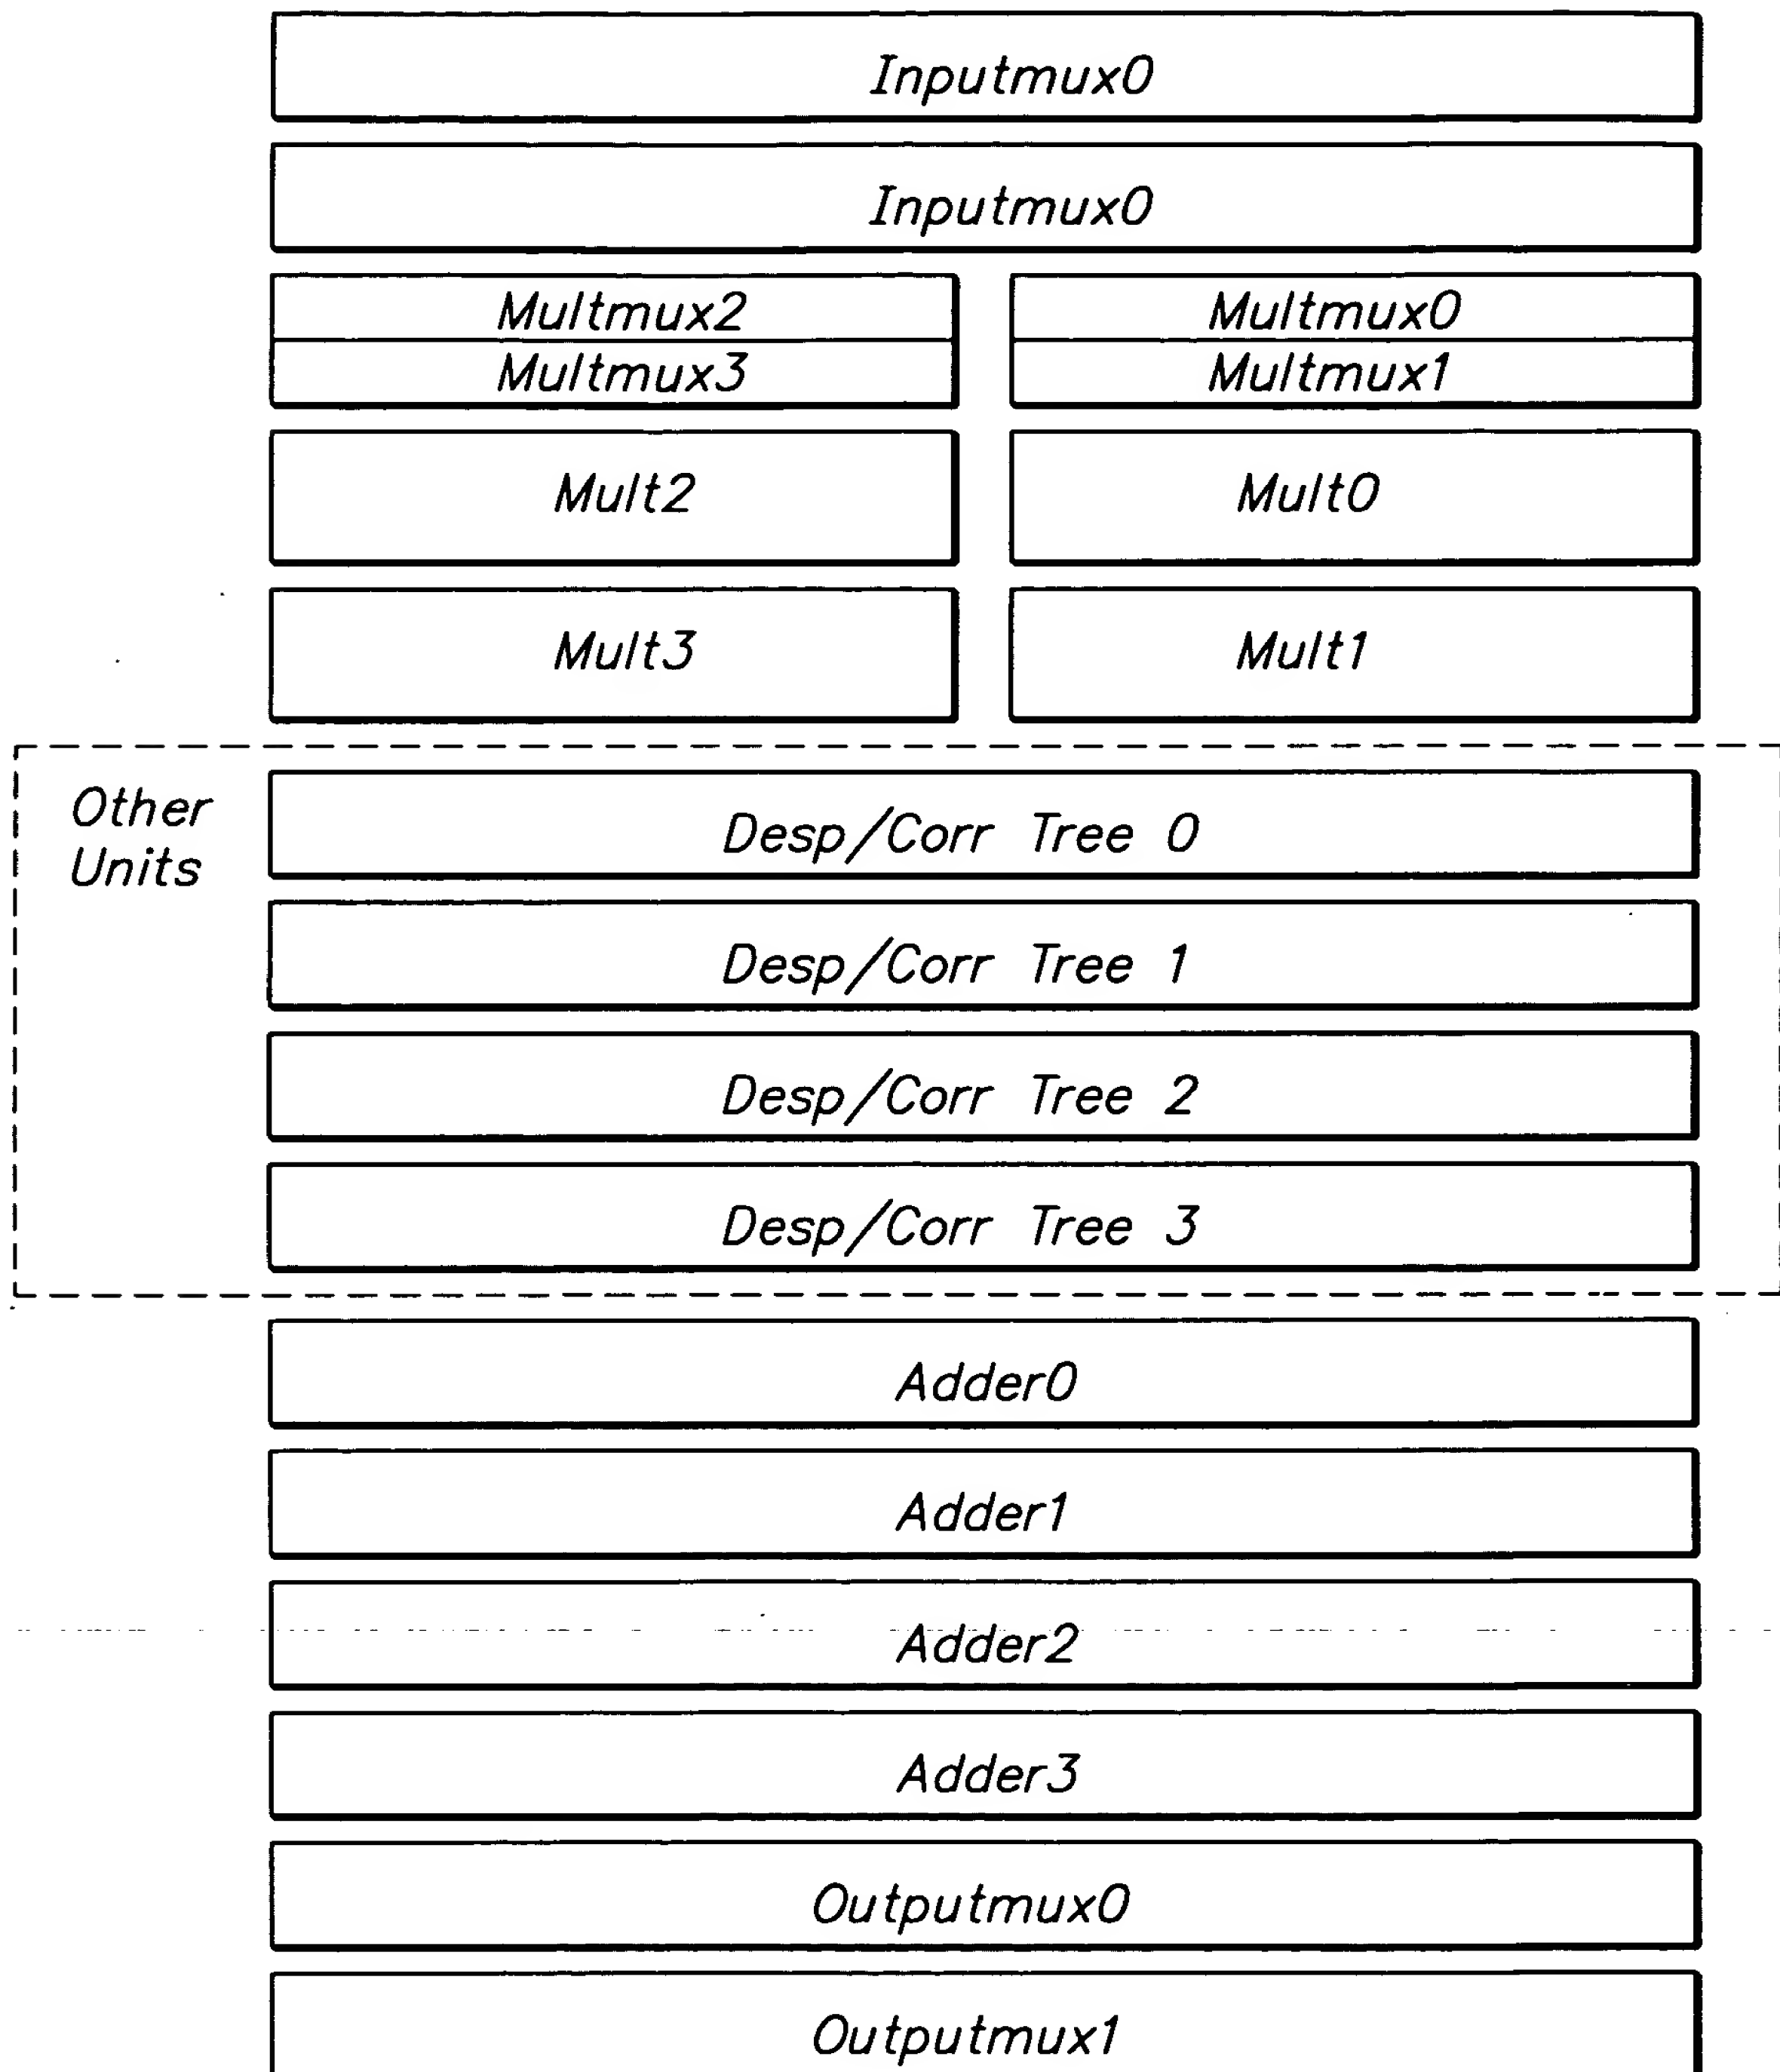 Inputmux0
Inputmux0
Multmux2
Multmux0
Multmux3
Multmux1
Mult2
Mult0
Mult3
Mult1
Other
Units
Desp/Corr Tree 0
Desp/Corr Tree 1
Desp/Corr Tree 2
Desp/Corr Tree 3
Adder0
Adder1
Adder2
Adder3
Outputmux0
Outputmux1